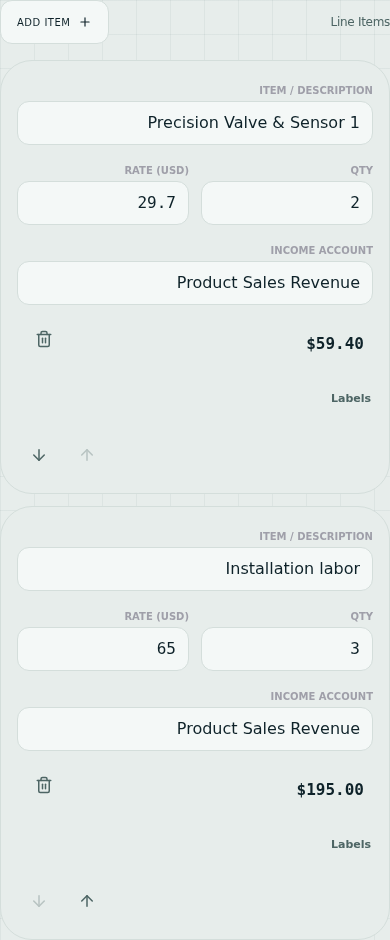 Line Items
ADD ITEM +
ITEM / DESCRIPTION
Precision Valve & Sensor 1
QTY
RATE (USD)
2
29.7
INCOME ACCOUNT
Product Sales Revenue
$59.40
Labels
ITEM / DESCRIPTION
Installation labor
QTY
RATE (USD)
3
65
INCOME ACCOUNT
Product Sales Revenue
$195.00
Labels